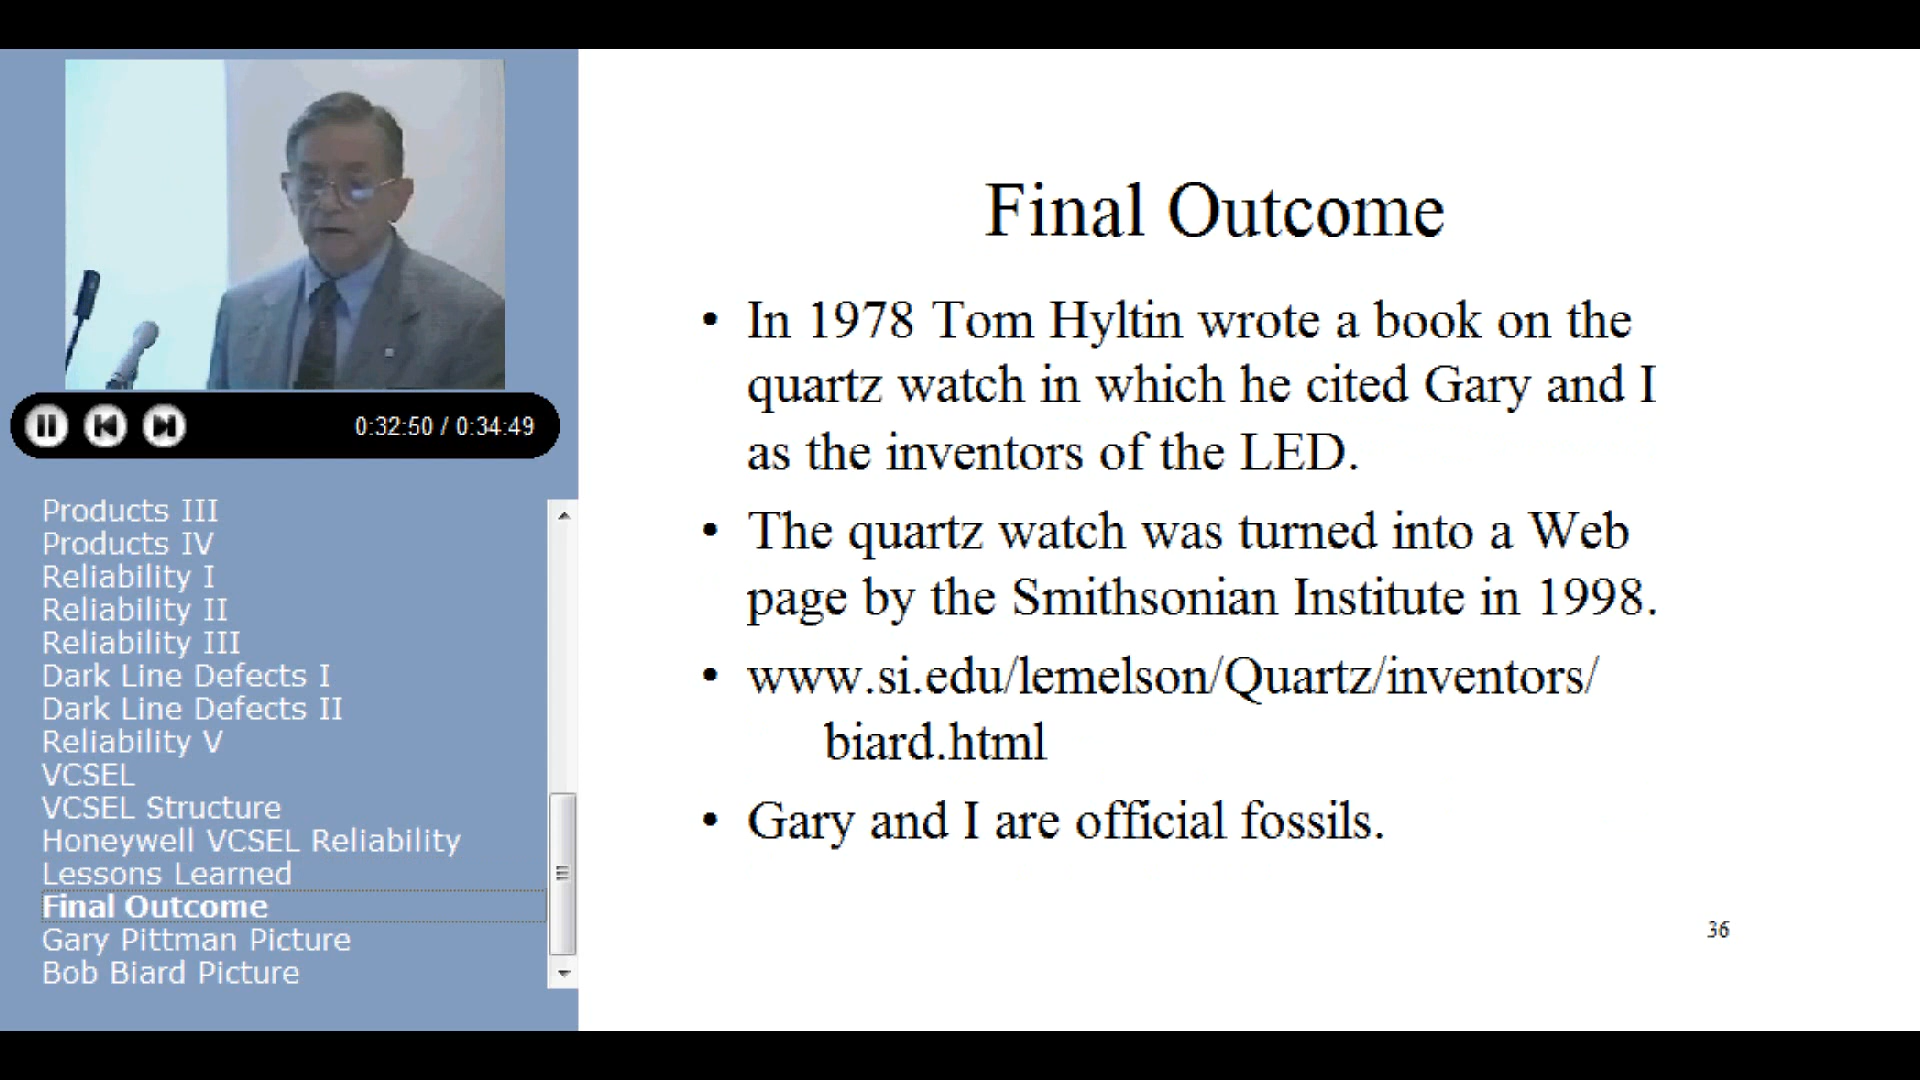 0:32:50 / 0:34:49
Products III
Products IV
Reliability I
Reliability II
Reliability III
Dark Line Defects I
Dark Line Defects II
Reliability V
VCSEL
VCSEL Structure
Honeywell VCSEL Reliability
Lessons Learned
Final Outcome
Gary Pittman Picture
Bob Biard Picture
Final Outcome
• In 1978 Tom Hyltin wrote a book on the
quartz watch in which he cited Gary and I
as the inventors of the LED.
• The quartz watch was turned into a Web
page by the Smithsonian Institute in 1998.
• www.si.edu/lemelson/Quartz/inventors/
biard.html
• Gary and I are official fossils.
36